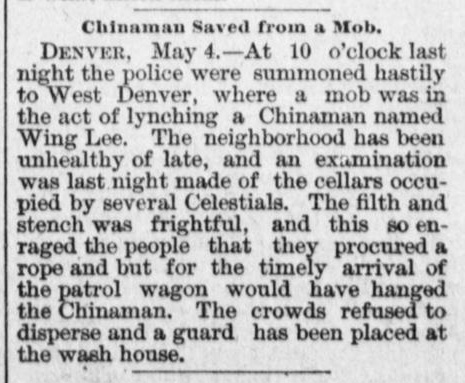 Chinaman Saved from a Mob.
DENVER, May 4.—At 10 o'clock last
night the police were summoned hastily
to West Denver, where a mob was in
the act of lynching a Chinaman named
Wing Lee. The neighborhood has been
unhealthy of late, and an examination
was last night made of the cellars occu-
pied by several Celestials. The filth and
stench was frightful, and this so en-
raged the people that they procured a
rope and but for the timely arrival of
the patrol wagon would have hanged
the Chinaman. The crowds refused to
disperse and a guard has been placed at
the wash house.